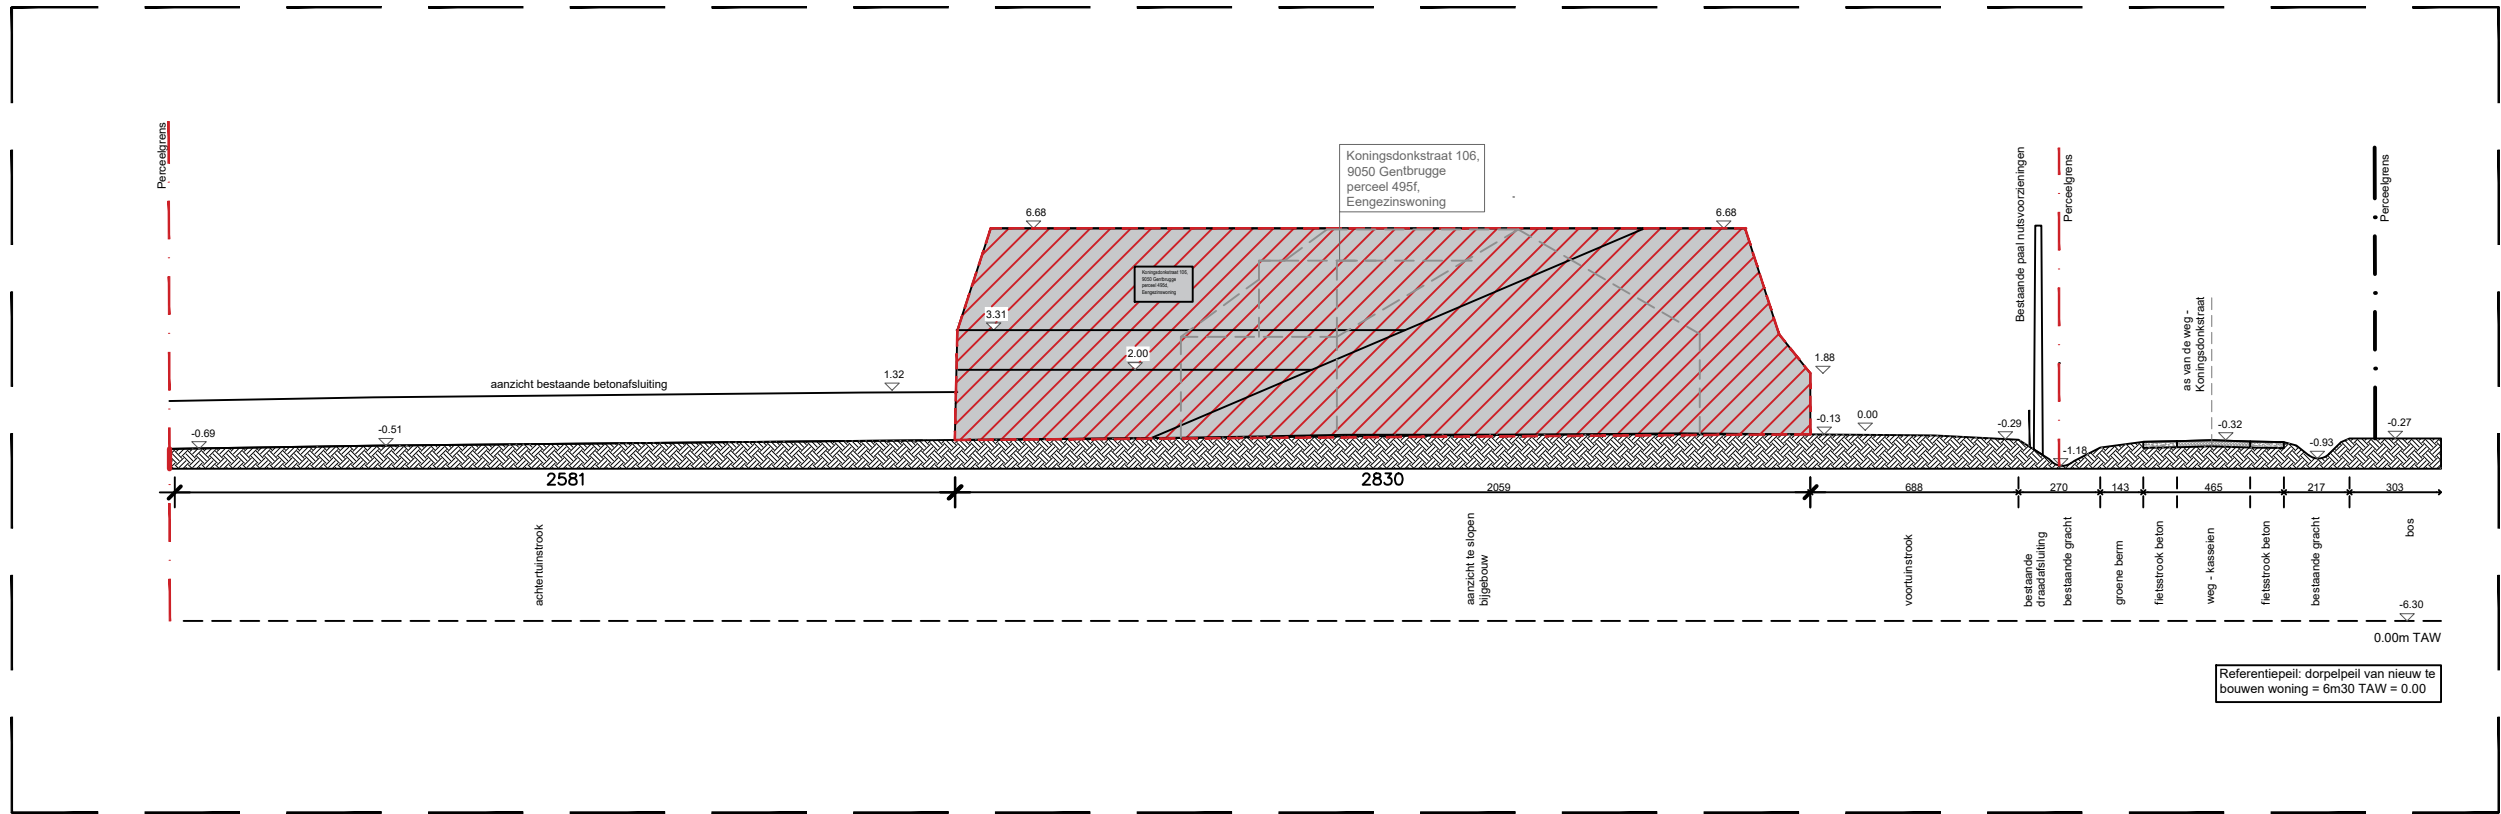 Perceelgrens
Koningsdonkstraat 106,
9050 Gentbrugge
perceel 495f,
Eengezinswoning
Bestaande paal nutsvoorzieningen
Perceelgrens
Perceelgrens
6.68
6.68
Koningsdonkstraat 106,
9050 Gentbrugge
Eengezinswoning
3.31
2.00
1.88
1.32
aanzicht bestaande betonafsluiting
as van de weg -
Koningsdonkstraat
-0.69
-0.51
-0.13
0.00
-0.29
-1.18
-0.32
-0.93
-0.27
2581
2830
2059
688
270
143
465
217
303
achtertuinstrook
aanzicht te slopen
bijgebouw
voortuinstrook
bestaande
draadafsluiting
bestaande gracht
groene berm
fietsstrook beton
weg - kasseien
fietsstrook beton
bestaande gracht
bos
-6.30
0.00m TAW
Referentiepeil: dorpelpeil van nieuw te
bouwen woning = 6m30 TAW = 0.00